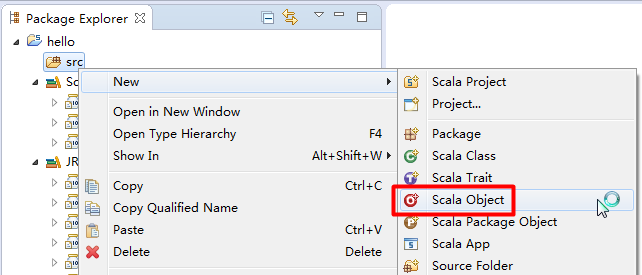 Package Explorer
hello
src
Sc
JR
New
Open in New Window
Open Type Hierarchy F4
Show In Alt+Shift+W
Copy Ctrl+C
Copy Qualified Name
Paste Ctrl+V
Delete Delete
Scala Project
Project...
Package
Scala Class
Scala Trait
Scala Object
Scala Package Object
Scala App
Source Folder